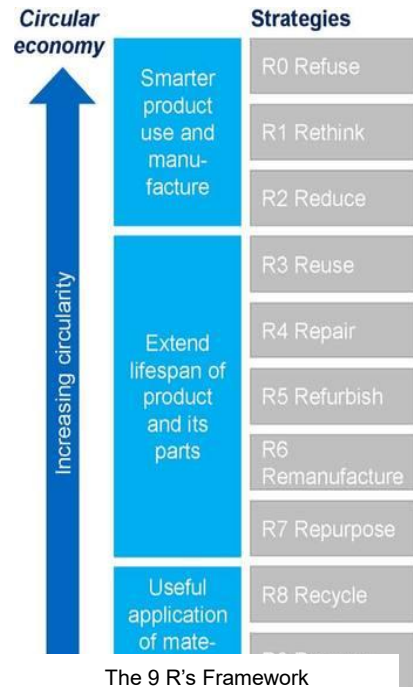 Circular
economy
Strategies
Increasing circularity
Smarter
product
use and
manu-
facture
R0 Refuse
R1 Rethink
R2 Reduce
Extend
lifespan of
product
and its
parts
R3 Reuse
R4 Repair
R5 Refurbish
R6
Remanufacture
R7 Repurpose
Useful
application
of mate-
R8 Recycle
The 9 R's Framework